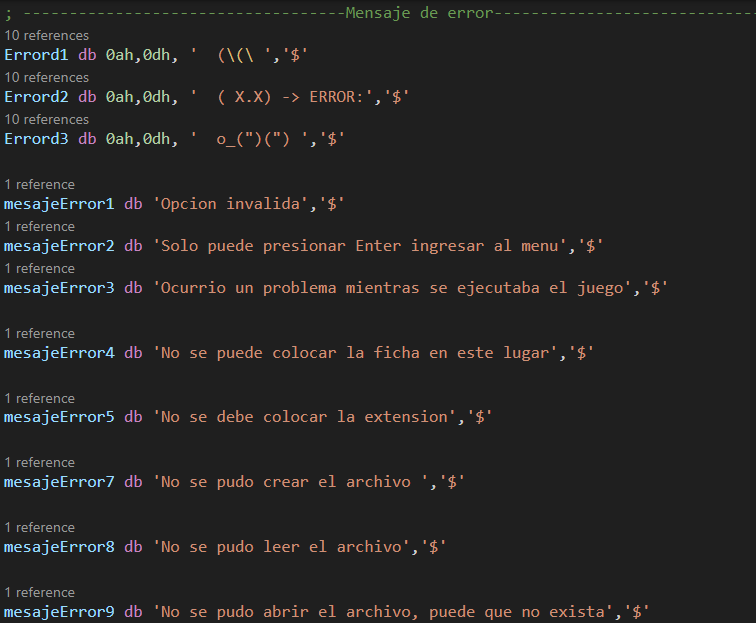 ; -----------------------------------Mensaje de error----------------------------
10 references
Errord1 db 0ah,0dh, '  (\(\ ','$'
10 references
Errord2 db 0ah,0dh, '  ( X.X) -> ERROR:','$'
10 references
Errord3 db 0ah,0dh, '  o_(")(") ','$'
1 reference
mesajeError1 db 'Opcion invalida','$'
1 reference
mesajeError2 db 'Solo puede presionar Enter ingresar al menu','$'
1 reference
mesajeError3 db 'Ocurrio un problema mientras se ejecutaba el juego','$'
1 reference
mesajeError4 db 'No se puede colocar la ficha en este lugar','$'
1 reference
mesajeError5 db 'No se debe colocar la extension','$'
1 reference
mesajeError7 db 'No se pudo crear el archivo ','$'
1 reference
mesajeError8 db 'No se pudo leer el archivo','$'
1 reference
mesajeError9 db 'No se pudo abrir el archivo, puede que no exista','$'